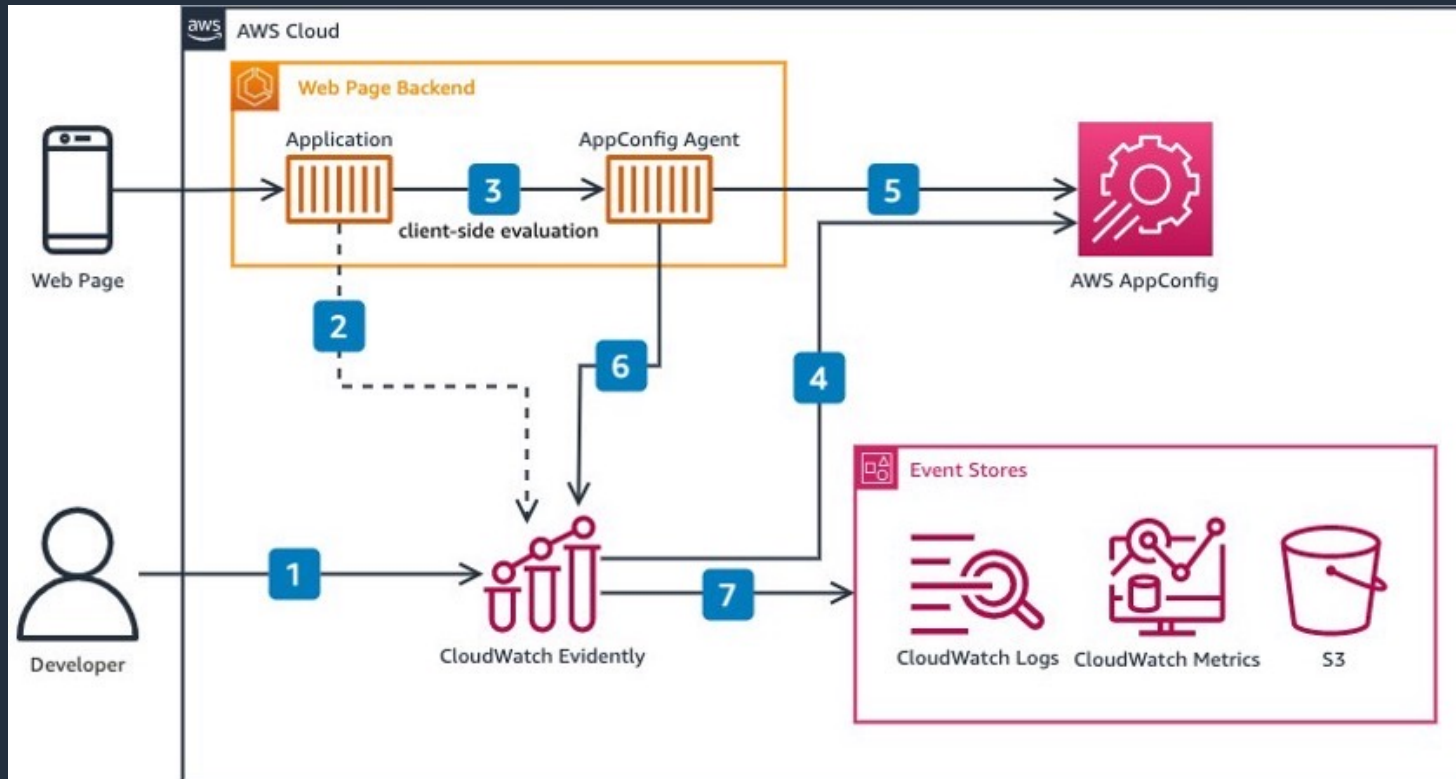 aws
AWS Cloud
Web Page Backend
Application
AppConfig Agent
3
5
client-side evaluation
Web Page
AWS AppConfig
2
6
4
Event Stores
1
7
CloudWatch Evidently
CloudWatch Logs
CloudWatch Metrics
S3
Developer